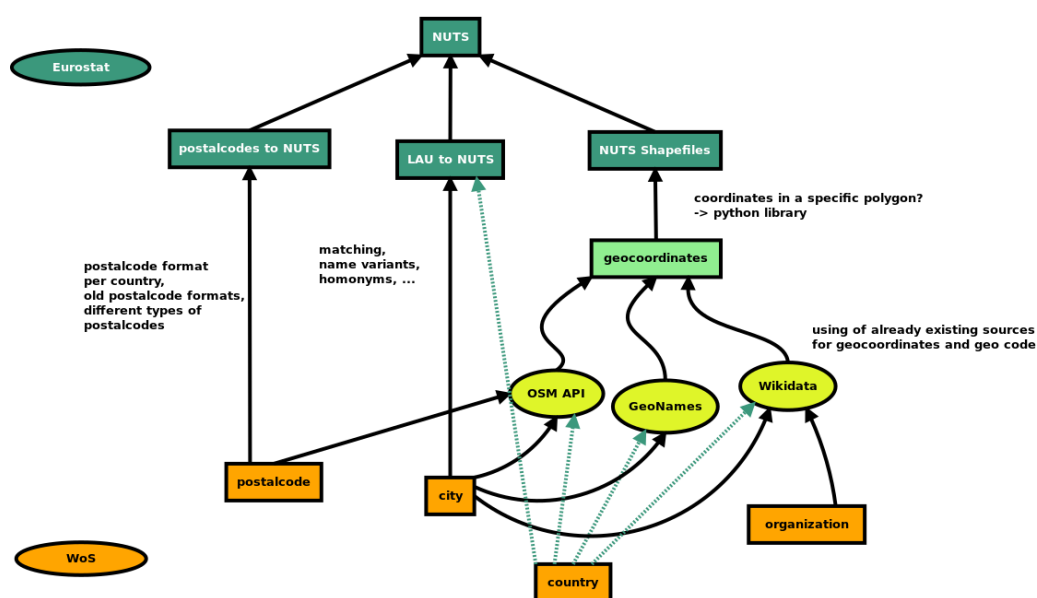 NUTS
Eurostat
postalcodes to NUTS
LAU to NUTS
NUTS Shapefiles
coordinates in a specific polygon?
-> python library
matching,
name variants,
homonyms, ...
geocoordinates
postalcode format
per country,
old postalcode formats,
different types of
postalcodes
using of already existing sources
for geocoordinates and geo code
OSM API
GeoNames
Wikidata
postalcode
city
organization
WoS
country